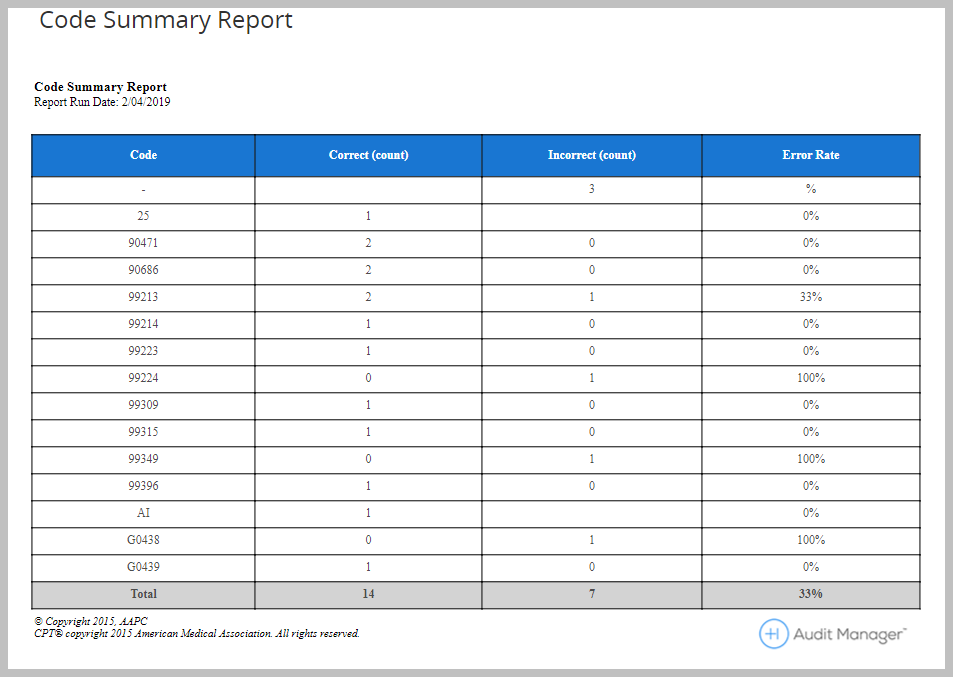 Code Summary Report
Code Summary Report
Report Run Date: 2/04/2019
Code Correct (count) Incorrect (count) Error Rate
- 3 %
25 1 0%
90471 2 0 0%
90686 2 0 0%
99213 2 1 33%
99214 1 0 0%
99223 1 0 0%
99224 0 1 100%
99309 1 0 0%
99315 1 0 0%
99349 0 1 100%
99396 1 0 0%
AI 1 0%
G0438 0 1 100%
G0439 1 0 0%
Total 14 7 33%
© Copyright 2015, AAPC
CPT® copyright 2015 American Medical Association. All rights reserved.
H Audit Manager™